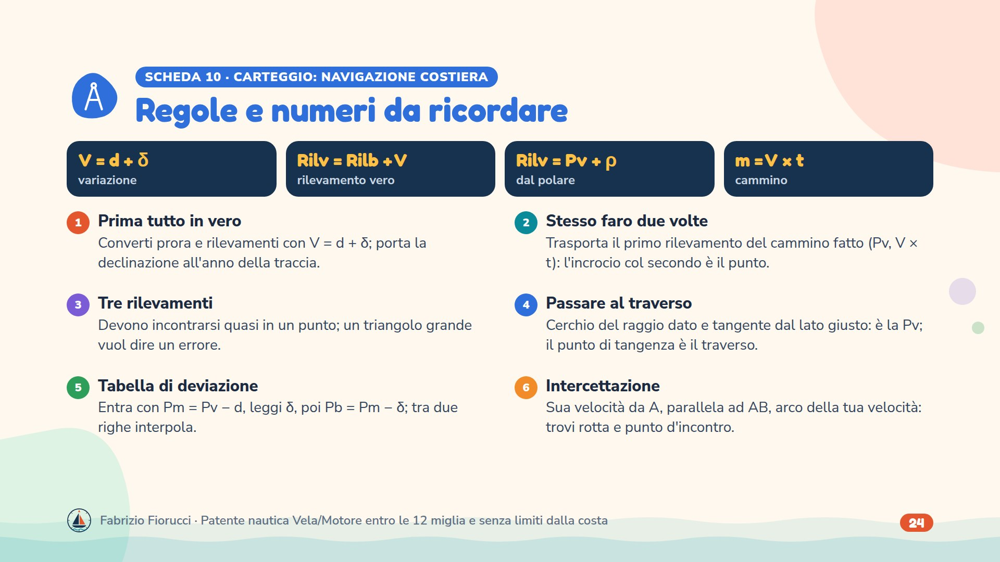 SCHEDA 10 · CARTEGGIO: NAVIGAZIONE COSTIERA
Regole e numeri da ricordare
V = d + δ
variazione
Rilv = Rilb + V
rilevamento vero
Rilv = Pv + ρ
dal polare
m = V × t
cammino
1
Prima tutto in vero
Converti prora e rilevamenti con V = d + δ; porta la
declinazione all'anno della traccia.
2
Stesso faro due volte
Trasporta il primo rilevamento del cammino fatto (Pv, V ×
t): l'incrocio col secondo è il punto.
3
Tre rilevamenti
Devono incontrarsi quasi in un punto; un triangolo grande
vuol dire un errore.
4
Passare al traverso
Cerchio del raggio dato e tangente dal lato giusto: è la Pv;
il punto di tangenza è il traverso.
5
Tabella di deviazione
Entra con Pm = Pv − d, leggi δ, poi Pb = Pm − δ; tra due
righe interpola.
6
Intercettazione
Sua velocità da A, parallela ad AB, arco della tua velocità:
trovi rotta e punto d'incontro.
Fabrizio Fiorucci · Patente nautica Vela/Motore entro le 12 miglia e senza limiti dalla costa
24